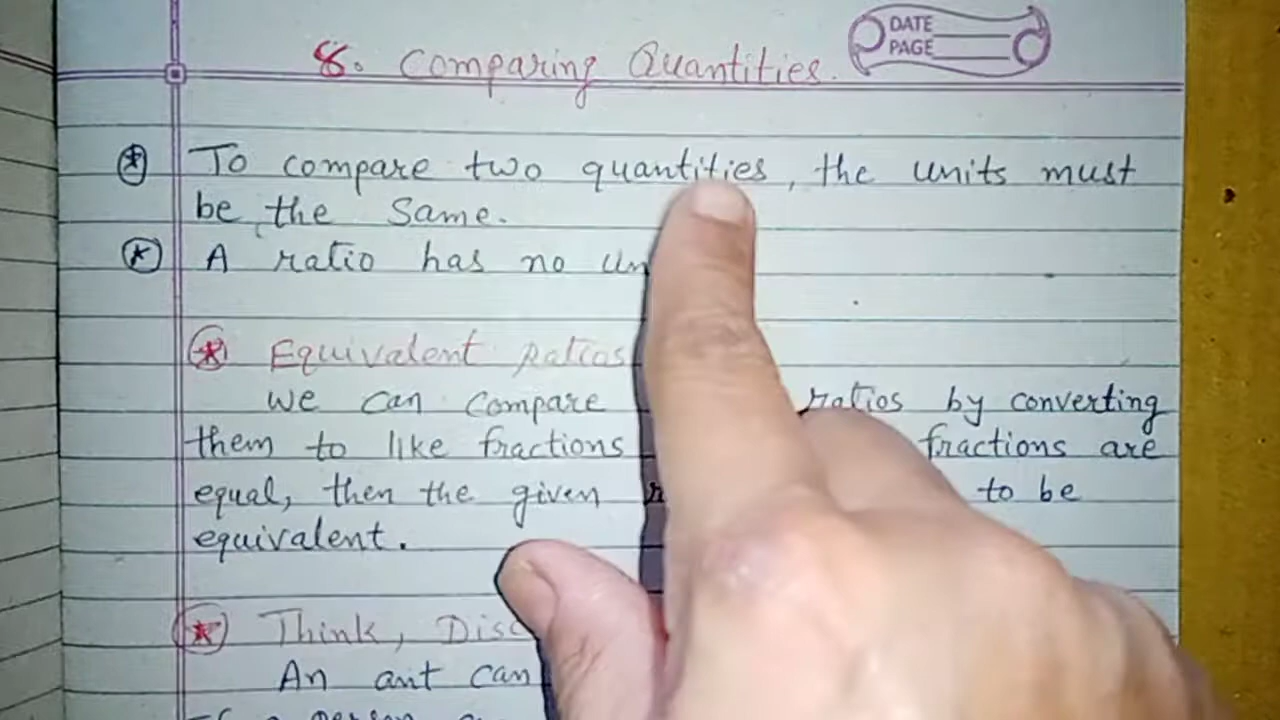 DATE
PAGE
8. Comparing Quantities.
To compare two quantities, the units must
be the same.
A ratio has no
Equivalent Ratios
We can compare ratios by converting
them to like fractions fractions are
equal, then the given to be
equivalent.
Think,
An ant can